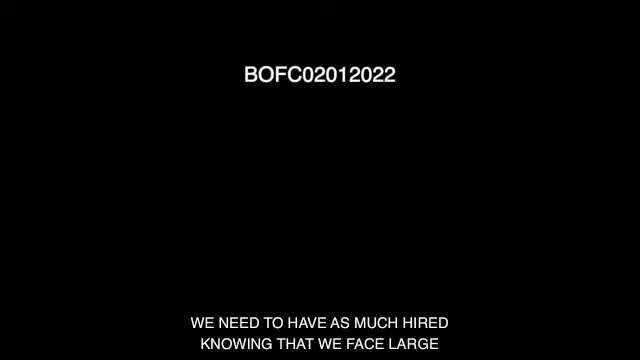 BOFC02012022
WE NEED TO HAVE AS MUCH HIRED
KNOWING THAT WE FACE LARGE